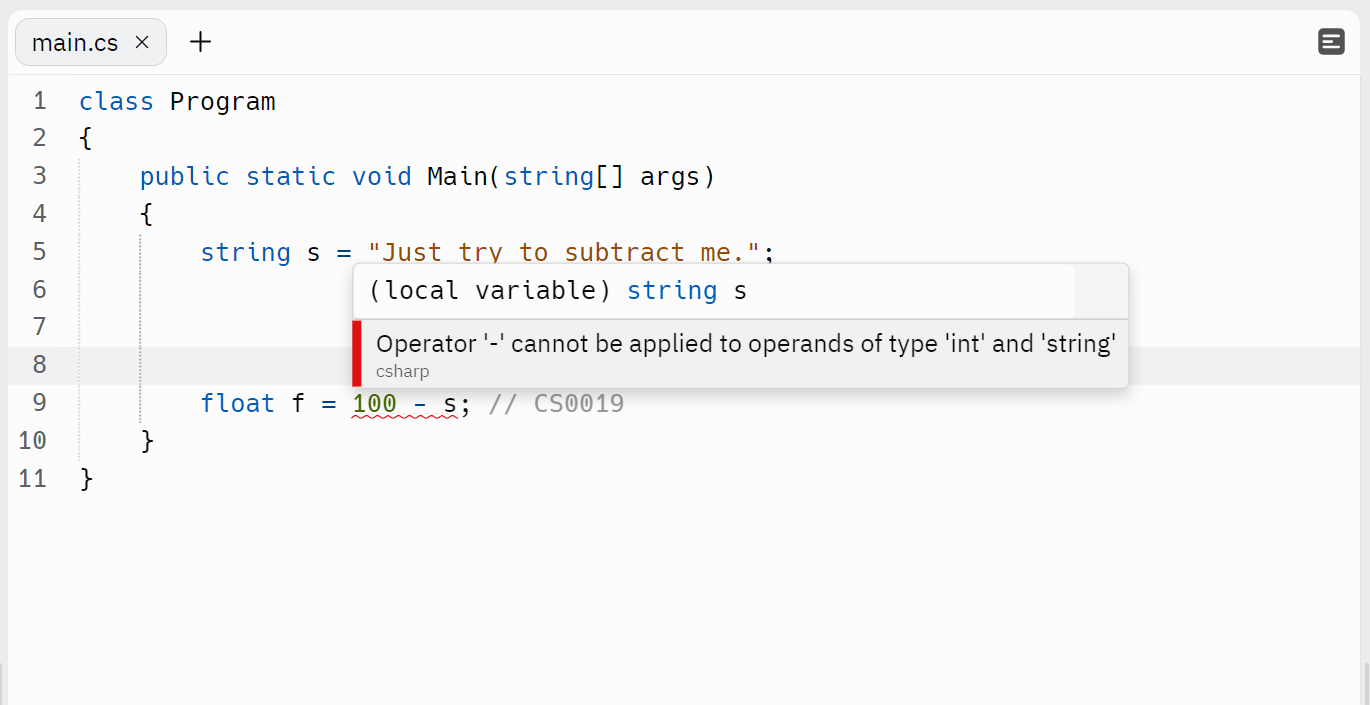 main.cs
1 class Program
2 {
3 public static void Main(string[] args)
4 {
5 string s = "Just try to subtract me.";
6 (local variable) string s
7 Operator '-' cannot be applied to operands of type 'int' and 'string'
8 csharp
9 float f = 100 - s; // CS0019
10 }
11 }